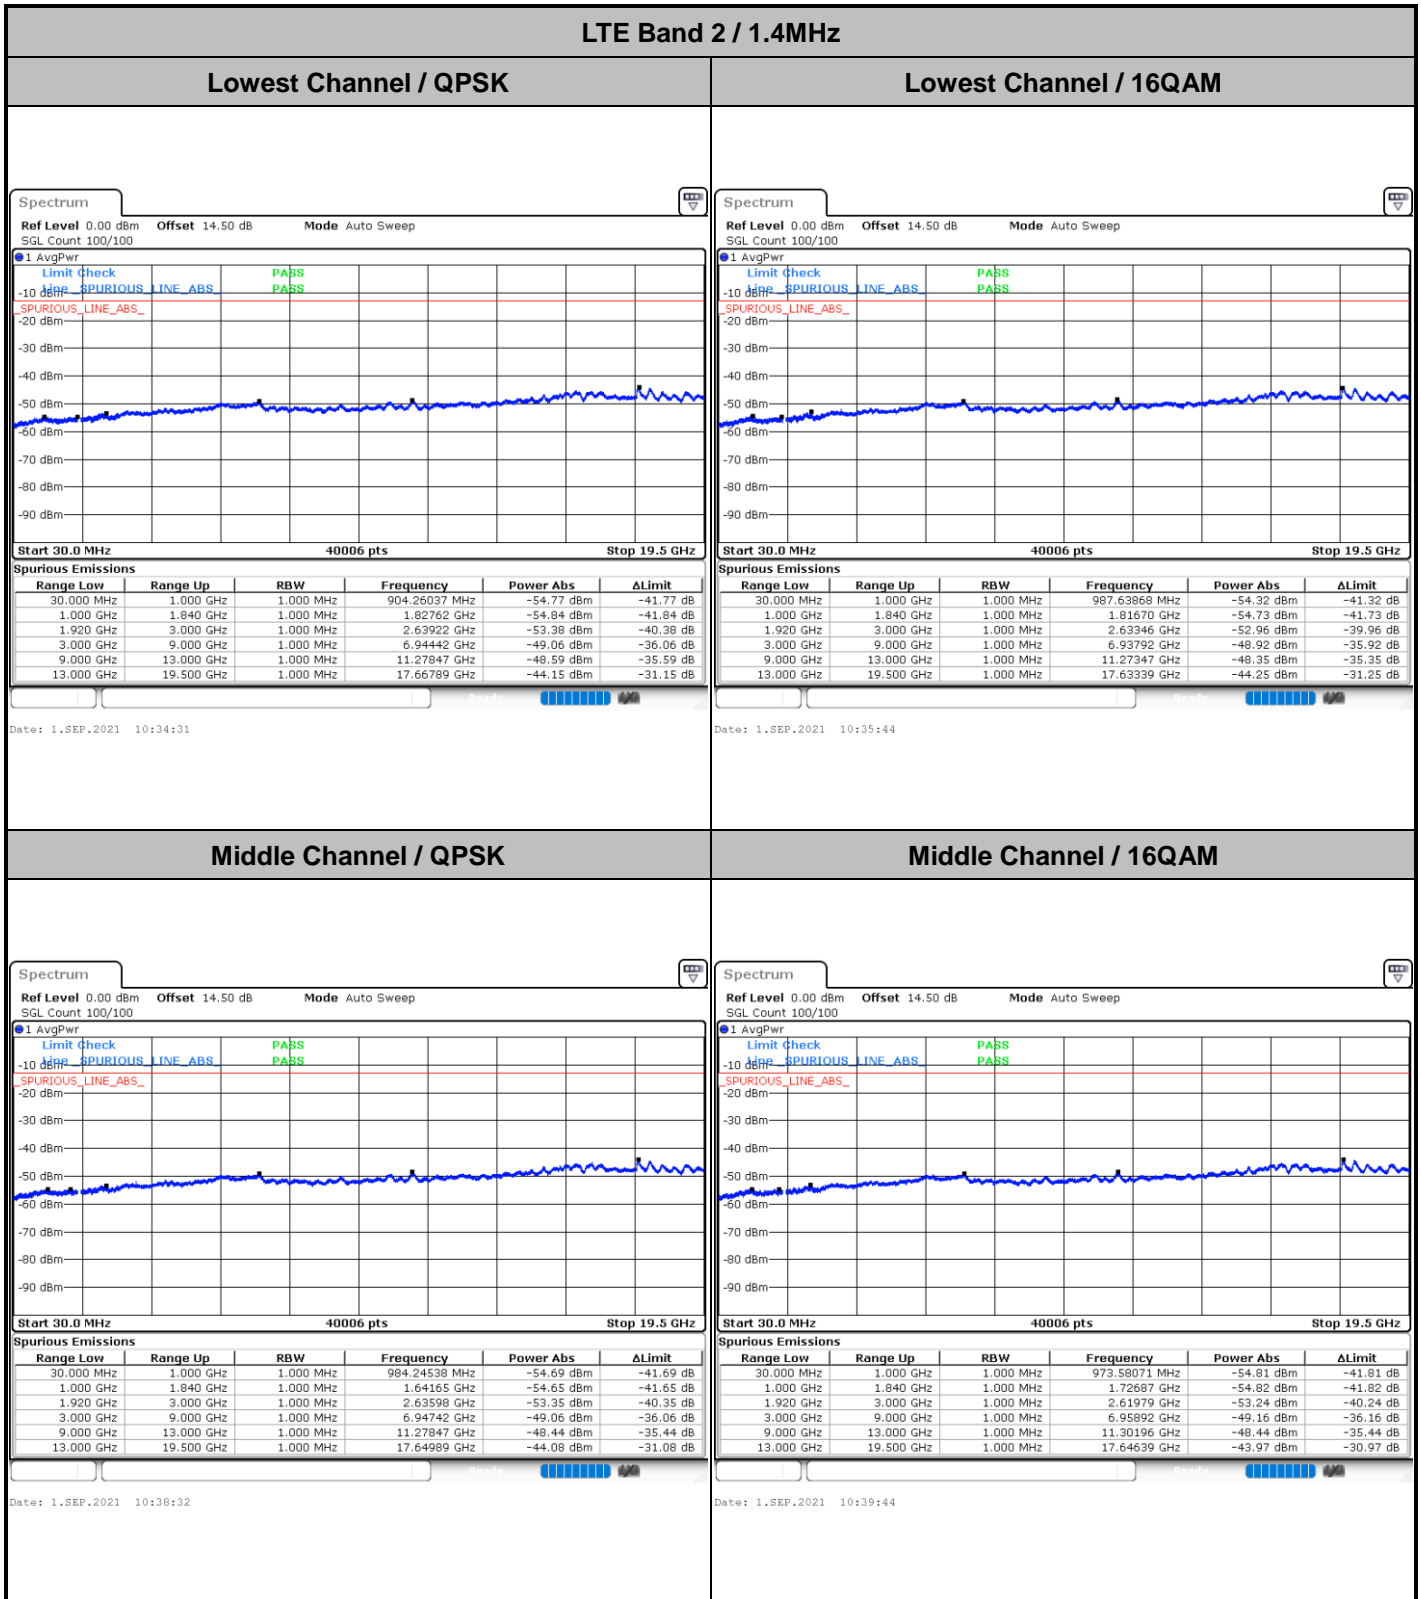 LTE Band 2 / 1.4MHz
Lowest Channel / QPSK
Lowest Channel / 16QAM
Spectrum
Ref Level 0.00 dBm Offset 14.50 dB Mode Auto Sweep
SGL Count 100/100
1 AvgPwr
Limit Check PASS
-10 dBm Line _SPURIOUS_LINE_ABS_ PASS
_SPURIOUS_LINE_ABS_
-20 dBm
-30 dBm
-40 dBm
-50 dBm
-60 dBm
-70 dBm
-80 dBm
-90 dBm
Start 30.0 MHz 40006 pts Stop 19.5 GHz
Spurious Emissions
Range Low Range Up RBW Frequency Power Abs ΔLimit
30.000 MHz 1.000 GHz 1.000 MHz 904.26037 MHz -54.77 dBm -41.77 dB
1.000 GHz 1.840 GHz 1.000 MHz 1.82762 GHz -54.84 dBm -41.84 dB
1.920 GHz 3.000 GHz 1.000 MHz 2.63922 GHz -53.38 dBm -40.38 dB
3.000 GHz 9.000 GHz 1.000 MHz 6.94442 GHz -49.06 dBm -36.06 dB
9.000 GHz 13.000 GHz 1.000 MHz 11.27847 GHz -48.59 dBm -35.59 dB
13.000 GHz 19.500 GHz 1.000 MHz 17.66789 GHz -44.15 dBm -31.15 dB
Ready
Date: 1.SEP.2021 10:34:31
Spectrum
Ref Level 0.00 dBm Offset 14.50 dB Mode Auto Sweep
SGL Count 100/100
1 AvgPwr
Limit Check PASS
-10 dBm Line _SPURIOUS_LINE_ABS_ PASS
_SPURIOUS_LINE_ABS_
-20 dBm
-30 dBm
-40 dBm
-50 dBm
-60 dBm
-70 dBm
-80 dBm
-90 dBm
Start 30.0 MHz 40006 pts Stop 19.5 GHz
Spurious Emissions
Range Low Range Up RBW Frequency Power Abs ΔLimit
30.000 MHz 1.000 GHz 1.000 MHz 987.63868 MHz -54.32 dBm -41.32 dB
1.000 GHz 1.840 GHz 1.000 MHz 1.81670 GHz -54.73 dBm -41.73 dB
1.920 GHz 3.000 GHz 1.000 MHz 2.63346 GHz -52.96 dBm -39.96 dB
3.000 GHz 9.000 GHz 1.000 MHz 6.93792 GHz -48.92 dBm -35.92 dB
9.000 GHz 13.000 GHz 1.000 MHz 11.27347 GHz -48.35 dBm -35.35 dB
13.000 GHz 19.500 GHz 1.000 MHz 17.63339 GHz -44.25 dBm -31.25 dB
Ready
Date: 1.SEP.2021 10:35:44
Middle Channel / QPSK
Middle Channel / 16QAM
Spectrum
Ref Level 0.00 dBm Offset 14.50 dB Mode Auto Sweep
SGL Count 100/100
1 AvgPwr
Limit Check PASS
-10 dBm Line _SPURIOUS_LINE_ABS_ PASS
_SPURIOUS_LINE_ABS_
-20 dBm
-30 dBm
-40 dBm
-50 dBm
-60 dBm
-70 dBm
-80 dBm
-90 dBm
Start 30.0 MHz 40006 pts Stop 19.5 GHz
Spurious Emissions
Range Low Range Up RBW Frequency Power Abs ΔLimit
30.000 MHz 1.000 GHz 1.000 MHz 984.24538 MHz -54.69 dBm -41.69 dB
1.000 GHz 1.840 GHz 1.000 MHz 1.64165 GHz -54.65 dBm -41.65 dB
1.920 GHz 3.000 GHz 1.000 MHz 2.63598 GHz -53.35 dBm -40.35 dB
3.000 GHz 9.000 GHz 1.000 MHz 6.94742 GHz -49.06 dBm -36.06 dB
9.000 GHz 13.000 GHz 1.000 MHz 11.27847 GHz -48.44 dBm -35.44 dB
13.000 GHz 19.500 GHz 1.000 MHz 17.64989 GHz -44.08 dBm -31.08 dB
Ready
Date: 1.SEP.2021 10:38:32
Spectrum
Ref Level 0.00 dBm Offset 14.50 dB Mode Auto Sweep
SGL Count 100/100
1 AvgPwr
Limit Check PASS
-10 dBm Line _SPURIOUS_LINE_ABS_ PASS
_SPURIOUS_LINE_ABS_
-20 dBm
-30 dBm
-40 dBm
-50 dBm
-60 dBm
-70 dBm
-80 dBm
-90 dBm
Start 30.0 MHz 40006 pts Stop 19.5 GHz
Spurious Emissions
Range Low Range Up RBW Frequency Power Abs ΔLimit
30.000 MHz 1.000 GHz 1.000 MHz 973.58071 MHz -54.81 dBm -41.81 dB
1.000 GHz 1.840 GHz 1.000 MHz 1.72687 GHz -54.82 dBm -41.82 dB
1.920 GHz 3.000 GHz 1.000 MHz 2.61979 GHz -53.24 dBm -40.24 dB
3.000 GHz 9.000 GHz 1.000 MHz 6.95892 GHz -49.16 dBm -36.16 dB
9.000 GHz 13.000 GHz 1.000 MHz 11.30196 GHz -48.44 dBm -35.44 dB
13.000 GHz 19.500 GHz 1.000 MHz 17.64639 GHz -43.97 dBm -30.97 dB
Ready
Date: 1.SEP.2021 10:39:44